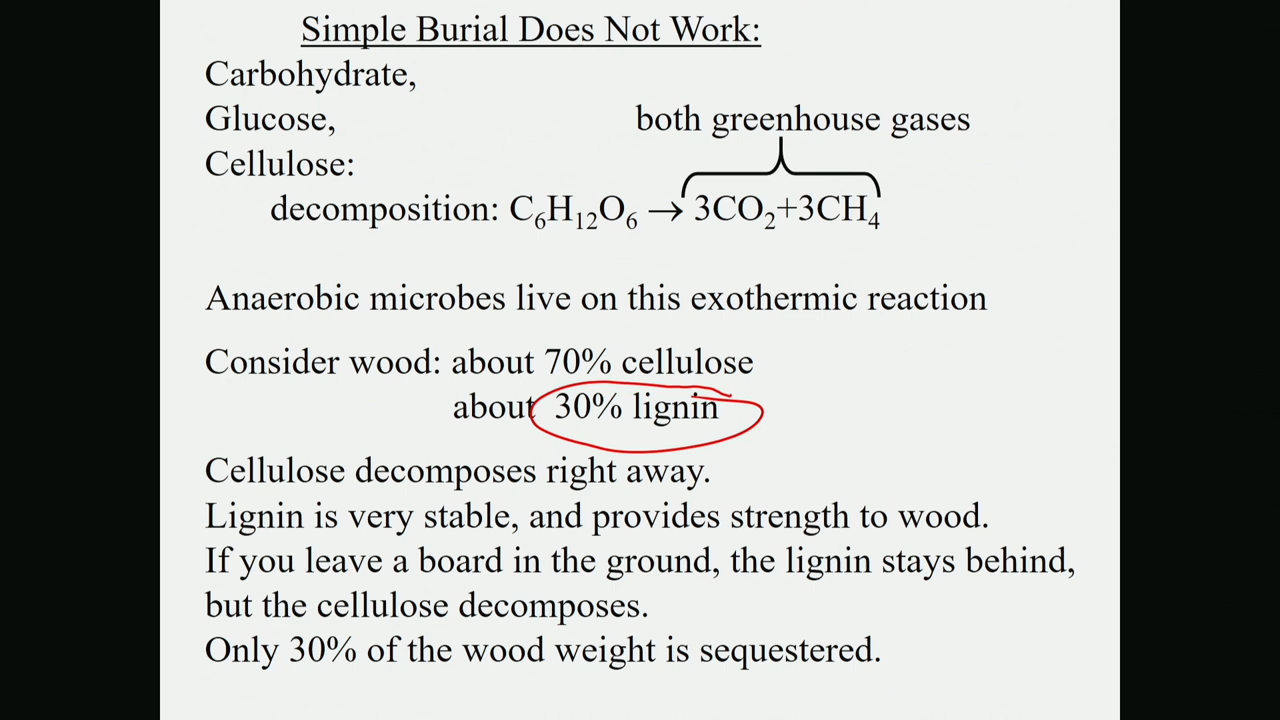 Simple Burial Does Not Work:
Carbohydrate,
Glucose,
both greenhouse gases
Cellulose:
decomposition: C₆H₁₂O₆ → 3CO₂+3CH₄
Anaerobic microbes live on this exothermic reaction
Consider wood: about 70% cellulose
about 30% lignin
Cellulose decomposes right away.
Lignin is very stable, and provides strength to wood.
If you leave a board in the ground, the lignin stays behind,
but the cellulose decomposes.
Only 30% of the wood weight is sequestered.